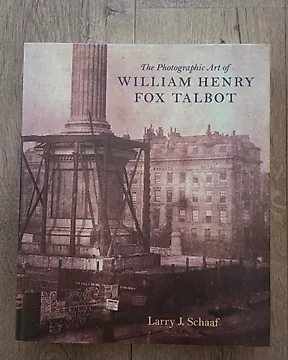 The Photographic Art of
WILLIAM HENRY
FOX TALBOT
Larry J. Schaaf